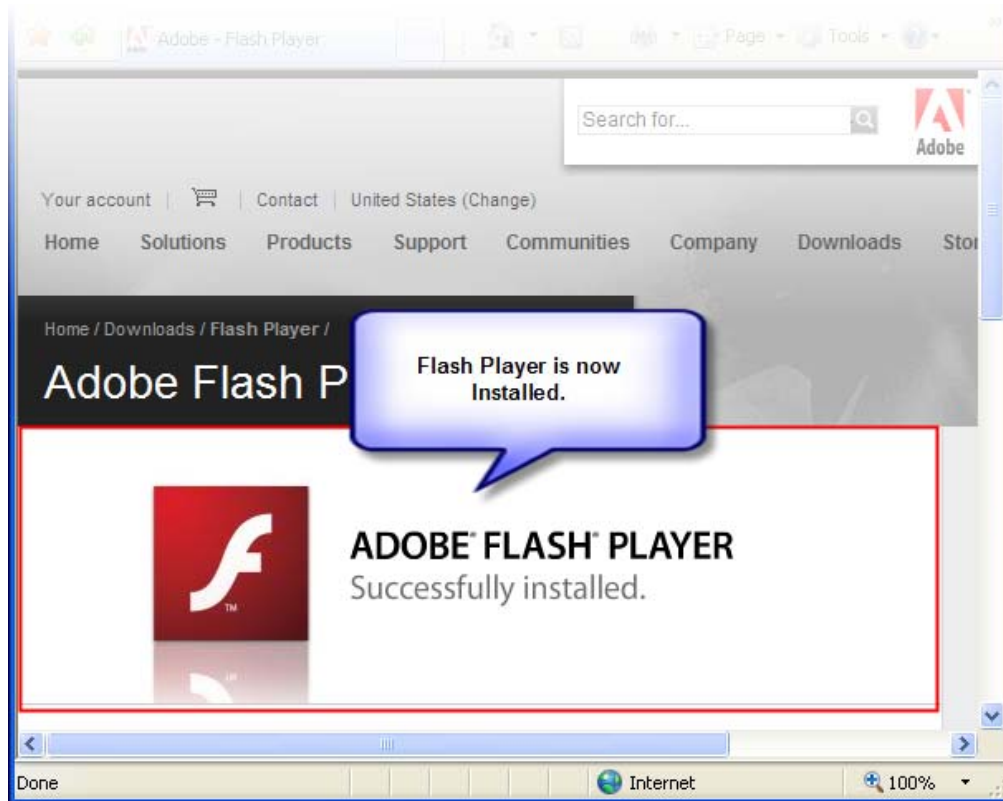 Adobe - Flash Player
Page
Tools
Search for...
Adobe
Your account | Contact | United States (Change)
Home Solutions Products Support Communities Company Downloads
Home / Downloads / Flash Player /
Adobe Flash P
Flash Player is now
Installed.
ADOBE® FLASH® PLAYER
Successfully installed.
TM
Done
Internet
100%